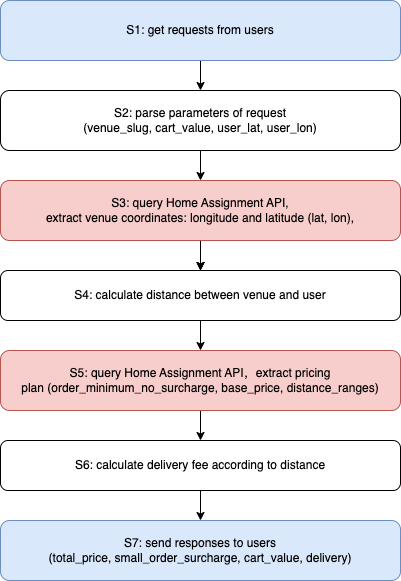 S1: get requests from users
S2: parse parameters of request
(venue_slug, cart_value, user_lat, user_lon)
S3: query Home Assignment API,
extract venue coordinates: longitude and latitude (lat, lon),
S4: calculate distance between venue and user
S5: query Home Assignment API，extract pricing
plan (order_minimum_no_surcharge, base_price, distance_ranges)
S6: calculate delivery fee according to distance
S7: send responses to users
(total_price, small_order_surcharge, cart_value, delivery)